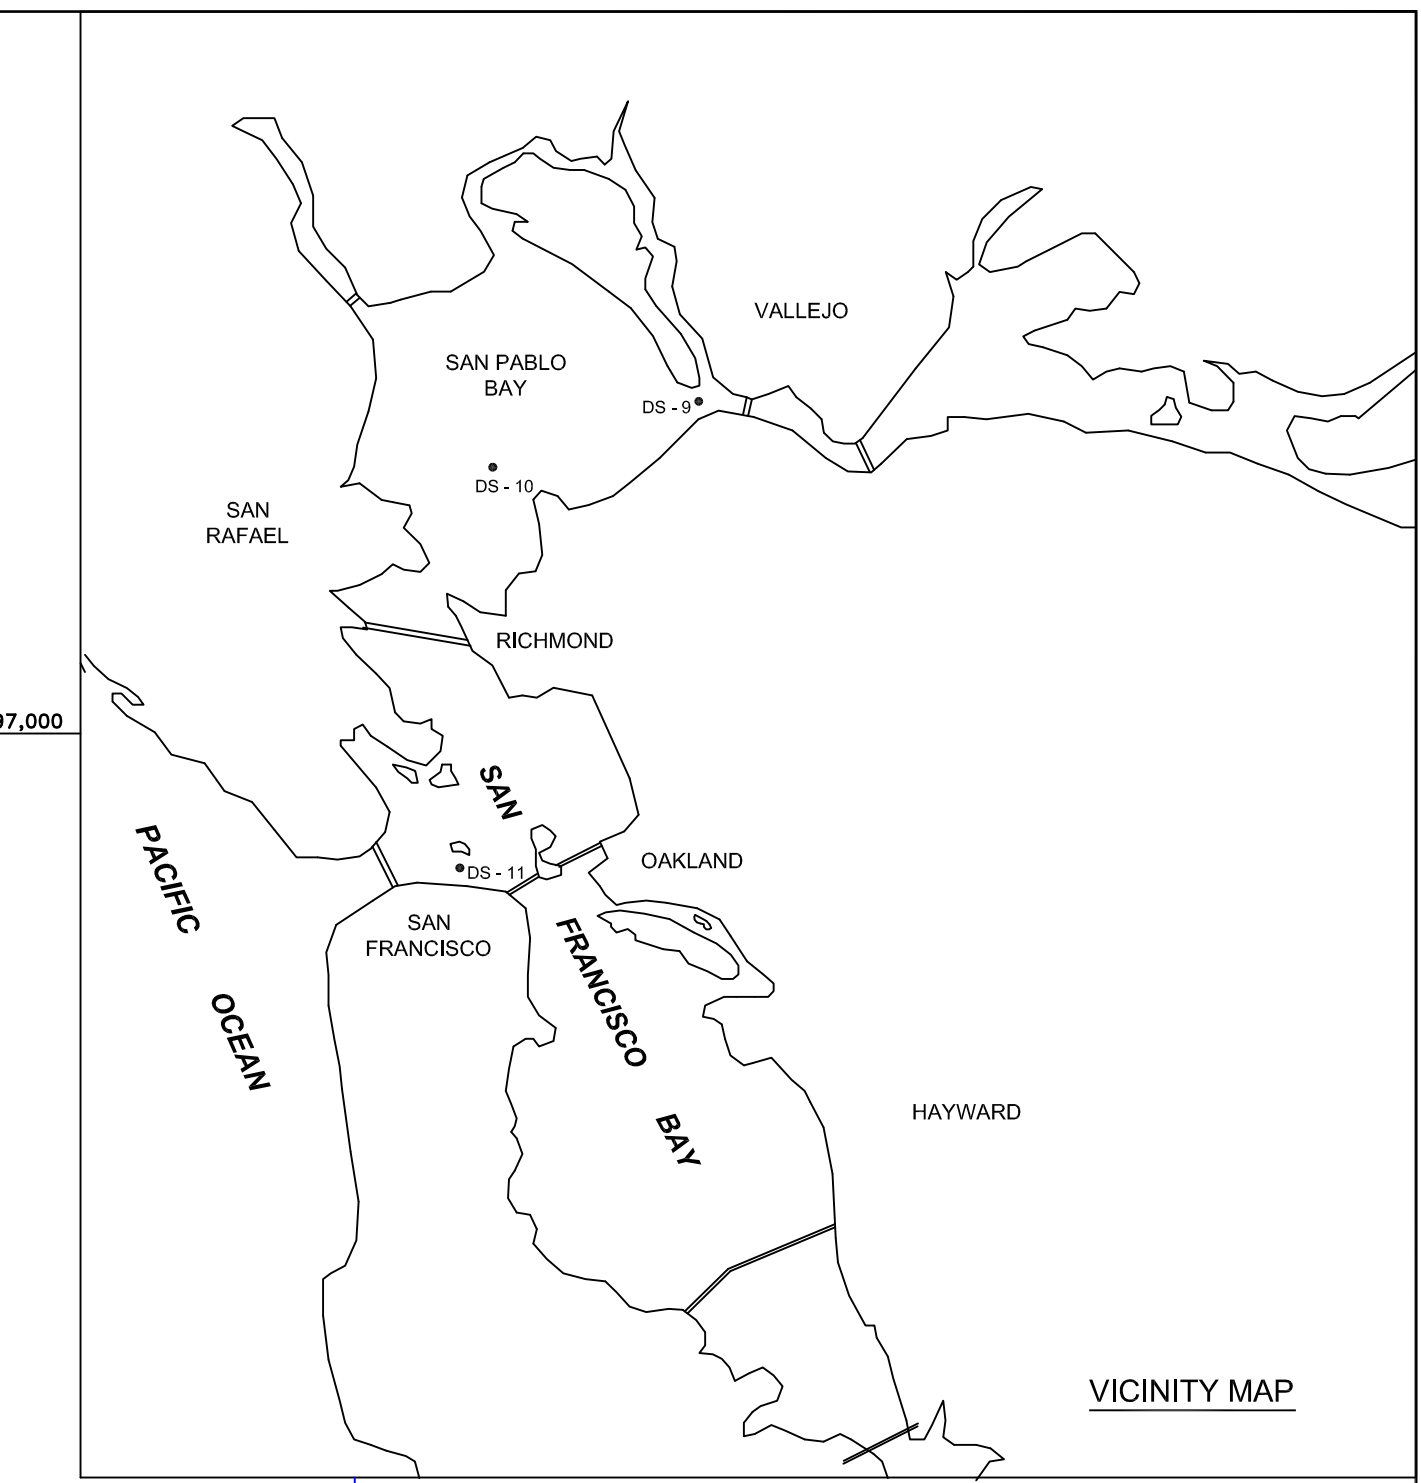 VALLEJO
SAN PABLO
BAY
DS - 9
DS - 10
SAN
RAFAEL
RICHMOND
97,000
SAN
FRANCISCO
BAY
PACIFIC
OCEAN
OAKLAND
DS - 11
SAN
FRANCISCO
HAYWARD
VICINITY MAP